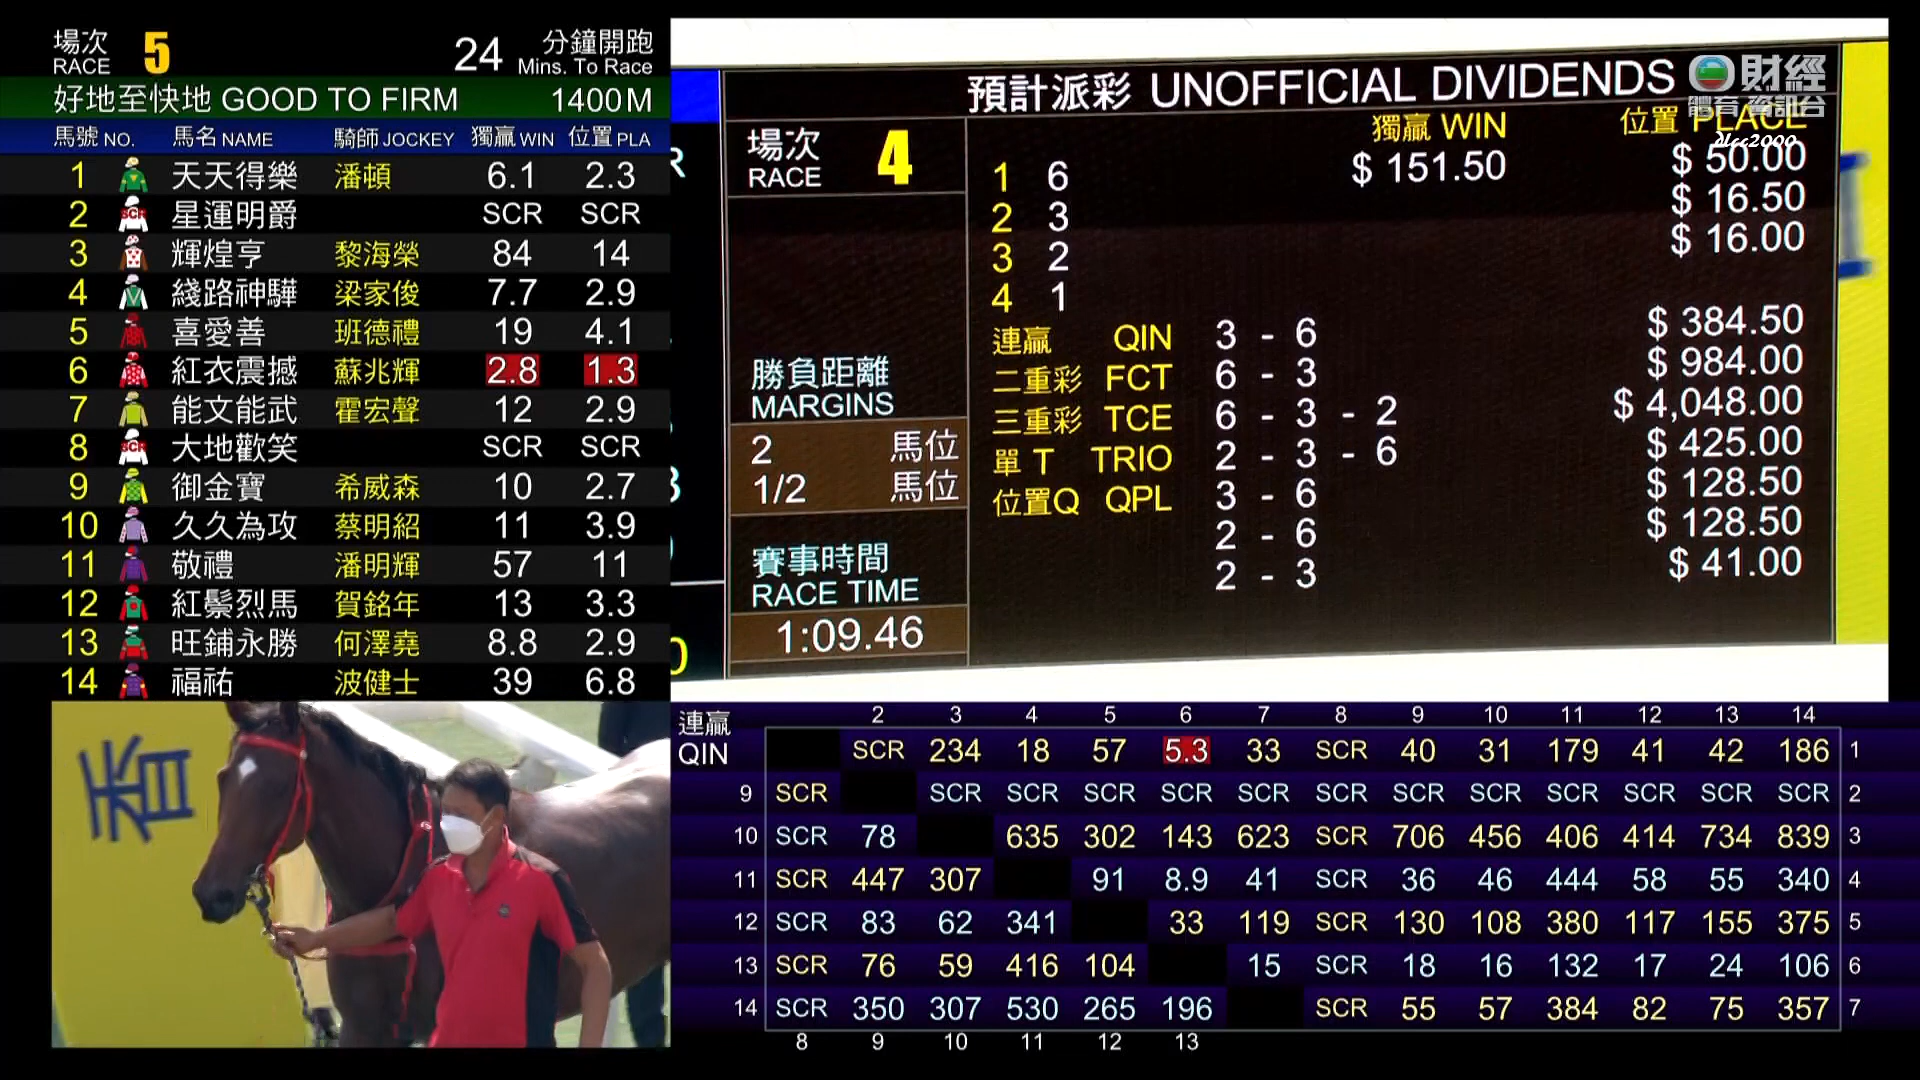 場次 5 24 分鐘開跑
RACE Mins. To Race
好地至快地 GOOD TO FIRM 1400M
馬號 NO. 馬名 NAME 騎師 JOCKEY 獨贏 WIN 位置 PLA
1 天天得樂 潘頓 6.1 2.3
2 SCR 星運明爵 SCR SCR
3 輝煌亨 黎海榮 84 14
4 綫路神驊 梁家俊 7.7 2.9
5 喜愛善 班德禮 19 4.1
6 紅衣震撼 蘇兆輝 2.8 1.3
7 能文能武 霍宏聲 12 2.9
8 SCR 大地歡笑 SCR SCR
9 御金寶 希威森 10 2.7
10 久久為攻 蔡明紹 11 3.9
11 敬禮 潘明輝 57 11
12 紅鬃烈馬 賀銘年 13 3.3
13 旺鋪永勝 何澤堯 8.8 2.9
14 福祐 波健士 39 6.8
預計派彩 UNOFFICIAL DIVIDENDS
財經
體育 資訊台
dlcc2000
場次 4
RACE
獨贏 WIN 位置 PLACE
1 6 $ 151.50 $ 50.00
2 3 $ 16.50
3 2 $ 16.00
4 1
連贏 QIN 3 - 6 $ 384.50
二重彩 FCT 6 - 3 $ 984.00
三重彩 TCE 6 - 3 - 2 $ 4,048.00
單 T TRIO 2 - 3 - 6 $ 425.00
位置Q QPL 3 - 6 $ 128.50
2 - 6 $ 128.50
2 - 3 $ 41.00
勝負距離
MARGINS
2 馬位
1/2 馬位
賽事時間
RACE TIME
1:09.46
香
連贏
QIN
2 3 4 5 6 7 8 9 10 11 12 13 14
SCR 234 18 57 5.3 33 SCR 40 31 179 41 42 186 1
9 SCR SCR SCR SCR SCR SCR SCR SCR SCR SCR SCR SCR SCR 2
10 SCR 78 635 302 143 623 SCR 706 456 406 414 734 839 3
11 SCR 447 307 91 8.9 41 SCR 36 46 444 58 55 340 4
12 SCR 83 62 341 33 119 SCR 130 108 380 117 155 375 5
13 SCR 76 59 416 104 15 SCR 18 16 132 17 24 106 6
14 SCR 350 307 530 265 196 SCR 55 57 384 82 75 357 7
8 9 10 11 12 13